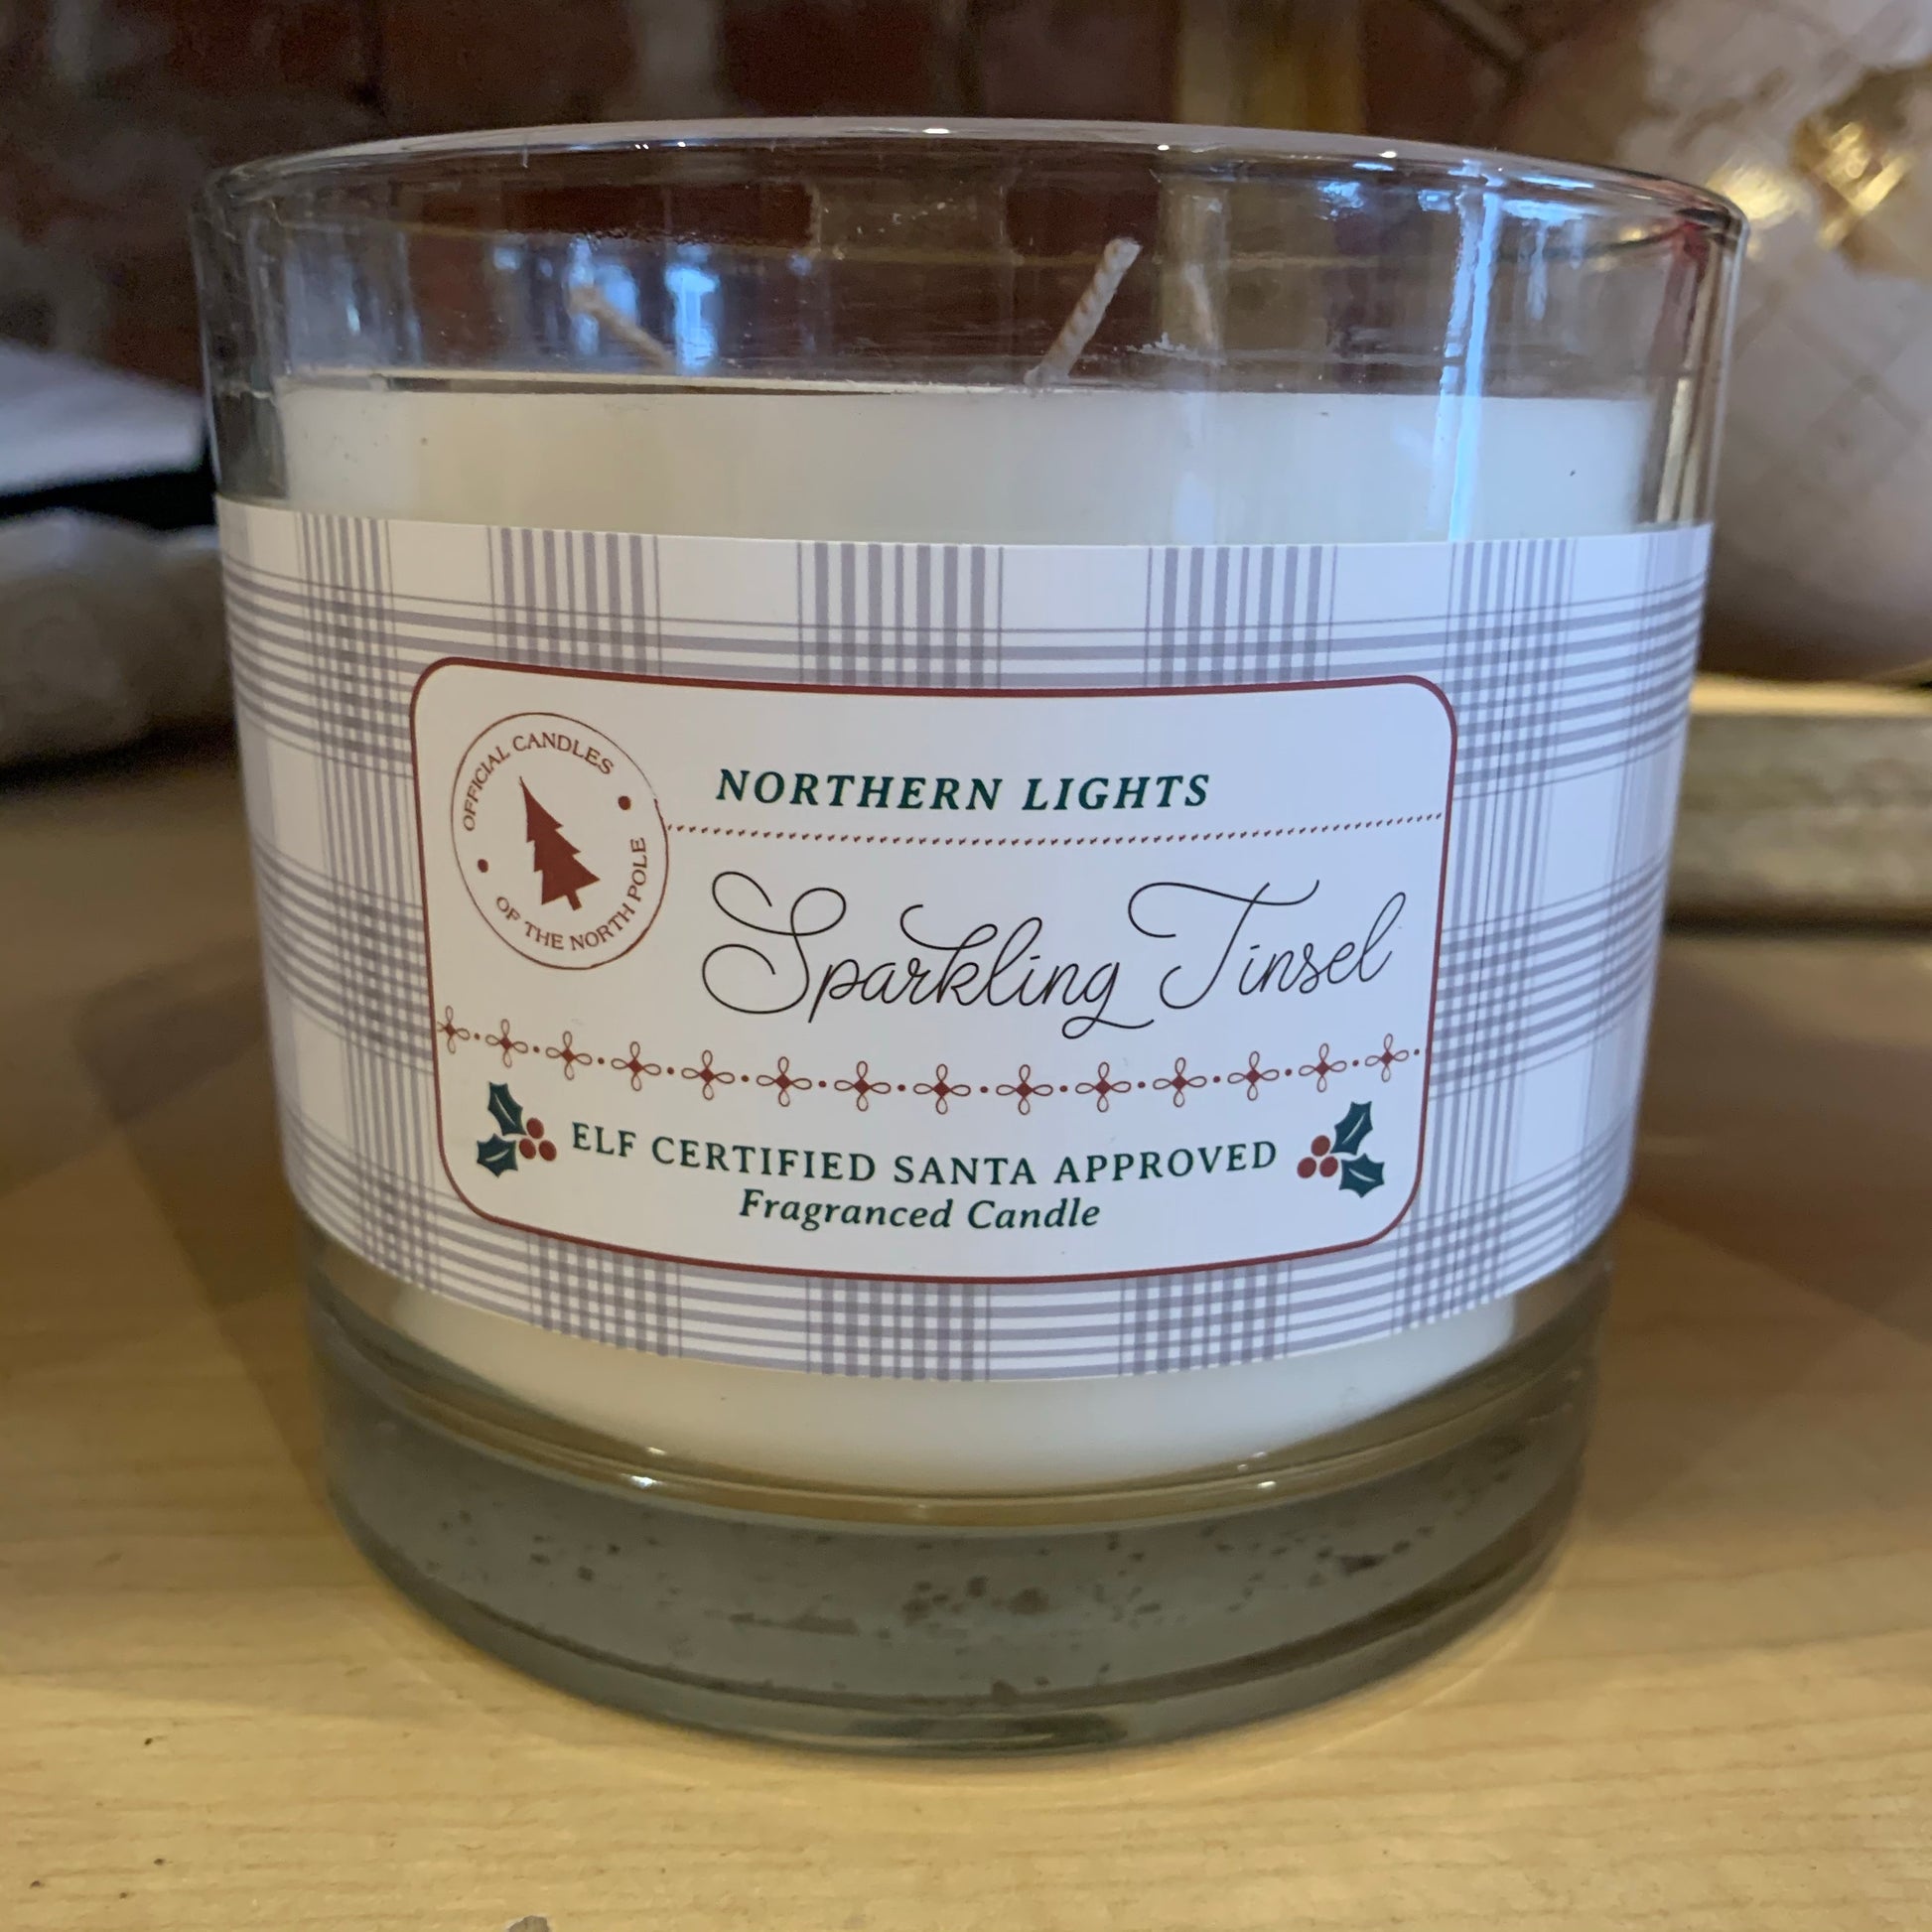 OFFICIAL CANDLES
OF THE NORTH POLE
NORTHERN LIGHTS
Sparkling Tinsel
ELF CERTIFIED SANTA APPROVED
Fragranced Candle